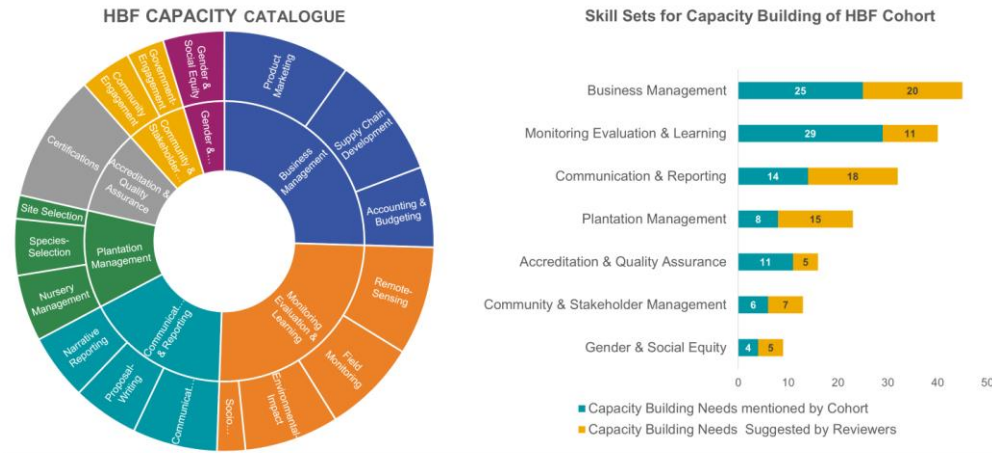 HBF CAPACITY CATALOGUE
Gender &
Social Equity
Government-
Engagement
Community
Engagement
Certifications
Site Selection
Species-
Selection
Nursery
Management
Narrative
Reporting
Proposal-
Writing
Communicat...
Socio...
Environmental
Impact
Field
Monitoring
Remote-
Sensing
Accounting &
Budgeting
Supply Chain
Development
Product
Marketing
Gender &...
Community &
Stakeholder...
Accreditation &
Quality
Assurance
Plantation
Management
Communicat...
& Reporting
Monitoring
Evaluation &
Learning
Business
Management
Skill Sets for Capacity Building of HBF Cohort
Business Management 25 20
Monitoring Evaluation & Learning 29 11
Communication & Reporting 14 18
Plantation Management 8 15
Accreditation & Quality Assurance 11 5
Community & Stakeholder Management 6 7
Gender & Social Equity 4 5
0 10 20 30 40 50
Capacity Building Needs mentioned by Cohort
Capacity Building Needs Suggested by Reviewers